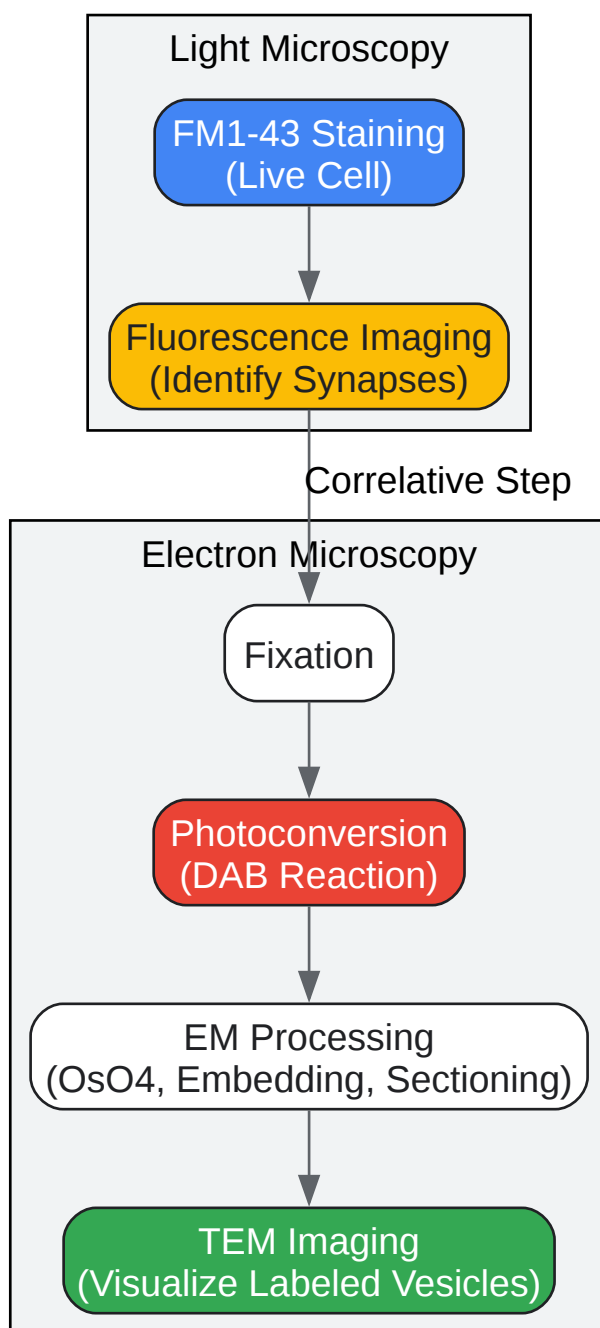 Light Microscopy
FM1-43 Staining
(Live Cell)
Fluorescence Imaging
(Identify Synapses)
Correlative Step
Electron Microscopy
Fixation
Photoconversion
(DAB Reaction)
EM Processing
(OsO4, Embedding, Sectioning)
TEM Imaging
(Visualize Labeled Vesicles)